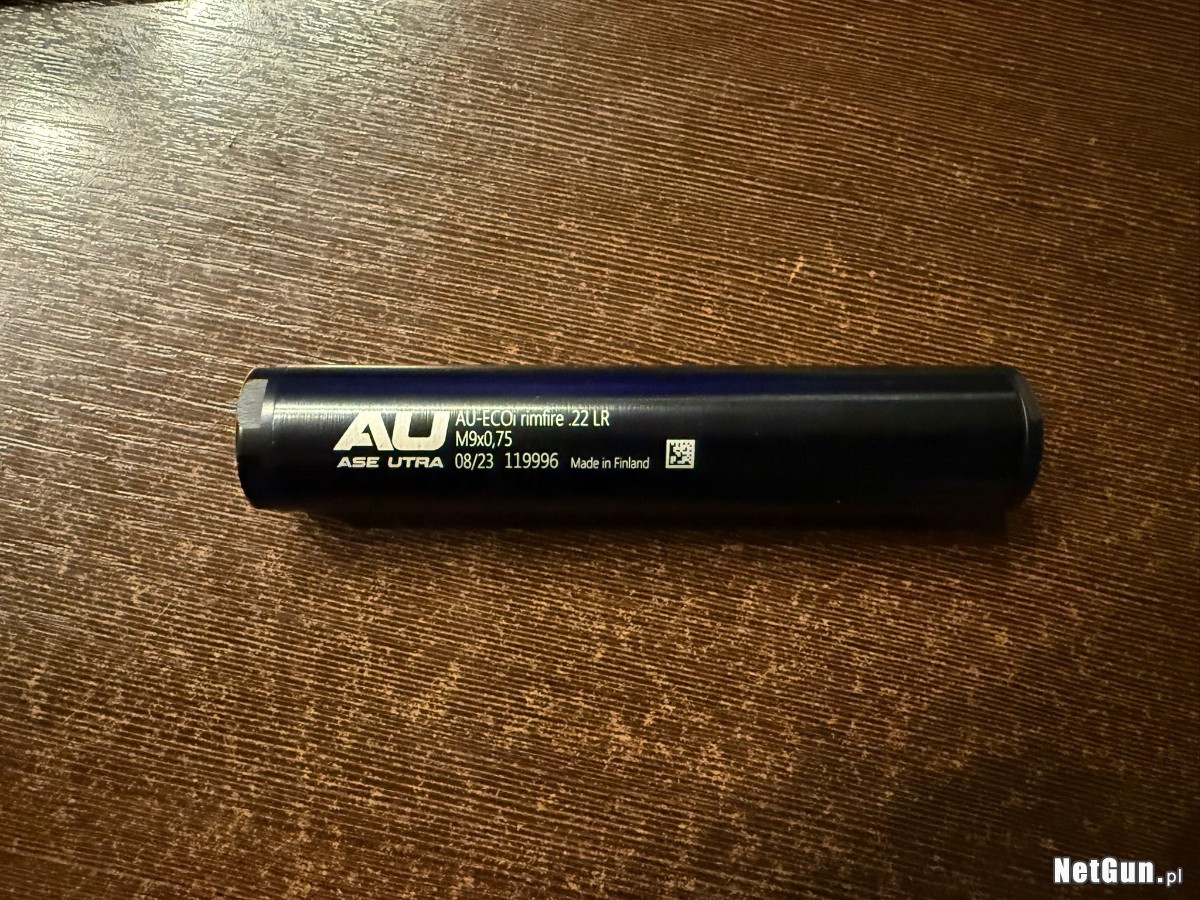 AU
ASE UTRA
AU-ECOi rimfire .22 LR
M9x0,75
08/23 119996 Made in Finland
NetGun.pl